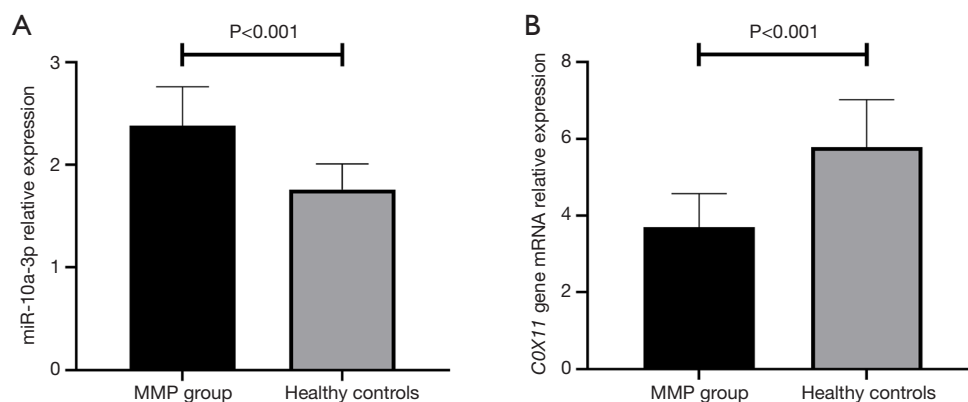 A
P<0.001
miR-10a-3p relative expression
3
2
1
0
MMP group
Healthy controls
B
P<0.001
COX11 gene mRNA relative expression
8
6
4
2
0
MMP group
Healthy controls